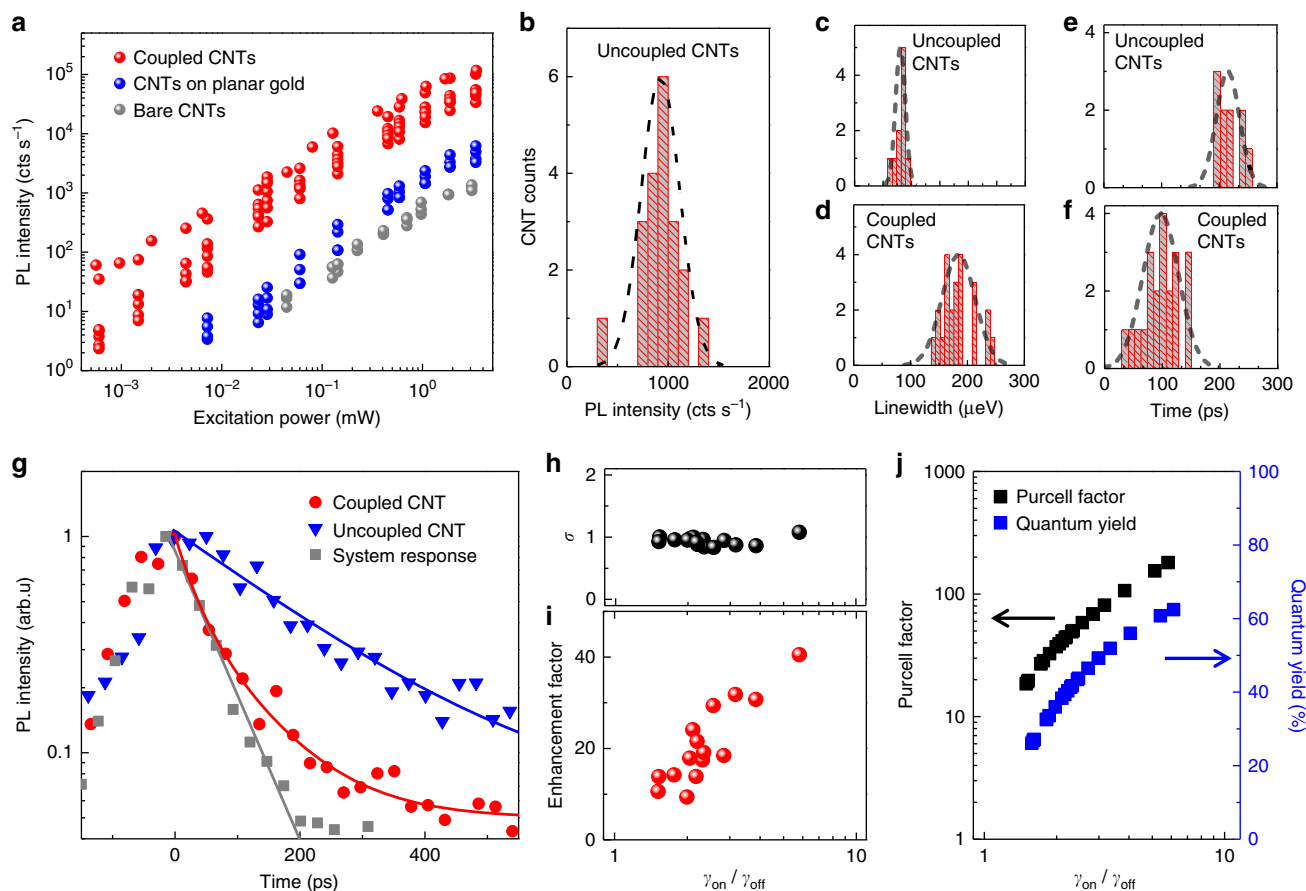 a
10⁵
10⁴
10³
10²
10¹
10⁰
PL intensity (cts s⁻¹)
Coupled CNTs
CNTs on planar gold
Bare CNTs
10⁻³
10⁻²
10⁻¹
10⁰
Excitation power (mW)
b
Uncoupled CNTs
6
4
2
0
CNT counts
0
1000
2000
PL intensity (cts s⁻¹)
c
Uncoupled
CNTs
4
2
0
d
Coupled
CNTs
4
2
0
0
100
200
300
Linewidth (μeV)
e
Uncoupled
CNTs
4
2
0
f
Coupled
CNTs
4
2
0
0
100
200
300
Time (ps)
g
Coupled CNT
Uncoupled CNT
System response
1
0.1
PL intensity (arb.u)
0
200
400
Time (ps)
h
2
1
0
σ
i
40
20
0
Enhancement factor
1
10
γon / γoff
j
Purcell factor
Quantum yield
1000
100
10
1
Purcell factor
100
80
60
40
20
0
Quantum yield (%)
1
10
γon / γoff